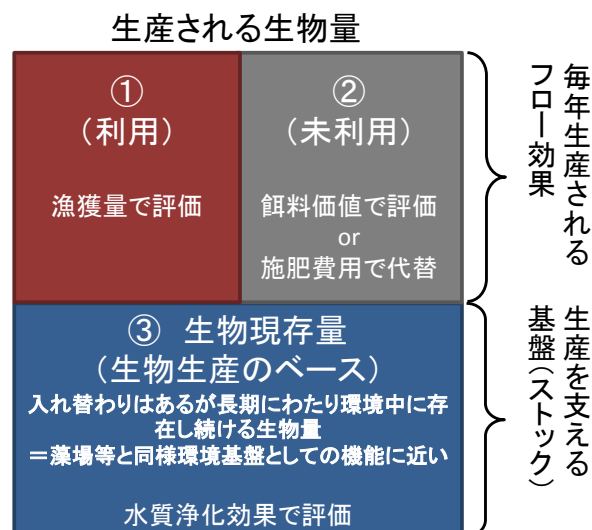 生産される生物量
①
（利用）
漁獲量で評価
②
（未利用）
餌料価値で評価
or
施肥費用で代替
毎年生産される
フロー効果
③ 生物現存量
（生物生産のベース）
入れ替わりはあるが長期にわたり環境中に存
在し続ける生物量
＝藻場等と同様環境基盤としての機能に近い
水質浄化効果で評価
生産を支える
基盤（ストック）